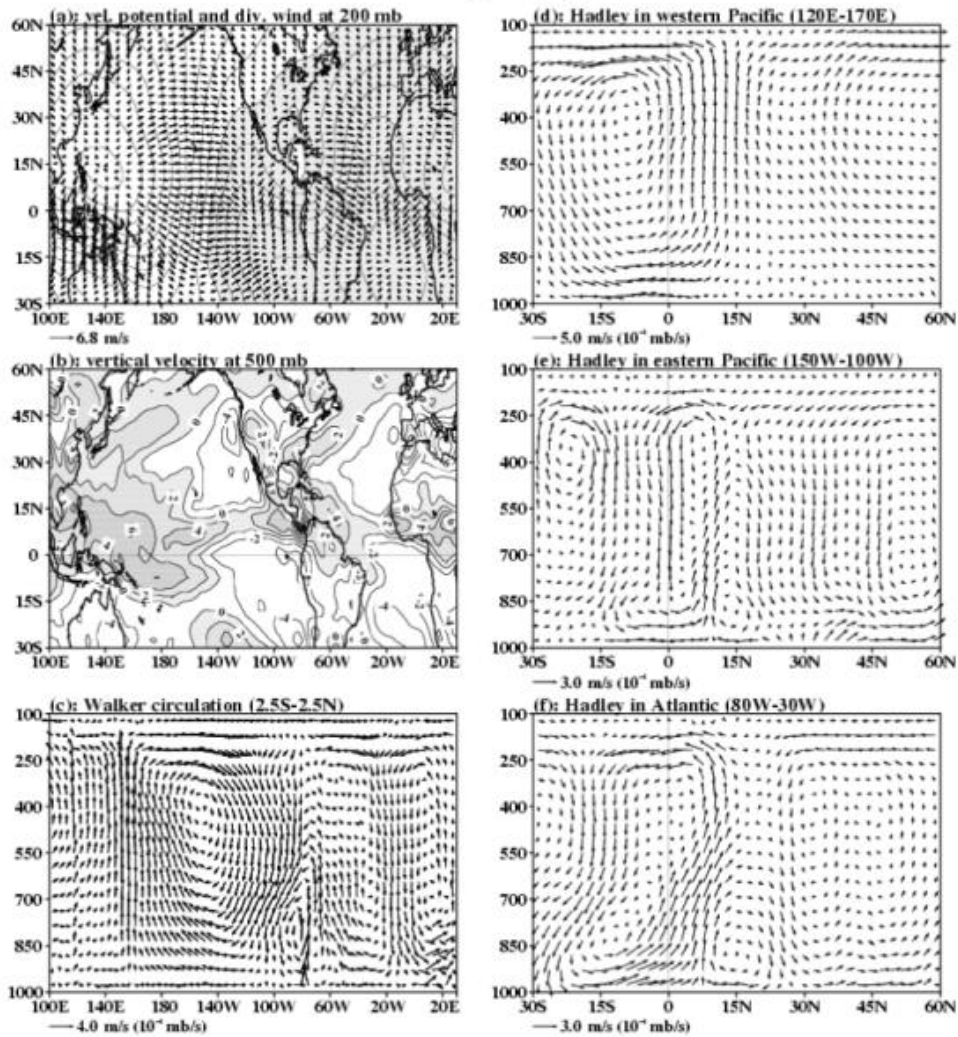 (a): vel. potential and div. wind at 200 mb
60N
45N
30N
15N
0
15S
30S
100E 140E 180 140W 100W 60W 20W 20E
6.8 m/s
(b): vertical velocity at 500 mb
60N
45N
30N
15N
0
15S
30S
100E 140E 180 140W 100W 60W 20W 20E
(c): Walker circulation (2.5S-2.5N)
100
250
400
550
700
850
1000
100E 140E 180 140W 100W 60W 20W 20E
4.0 m/s (10⁻⁴ mb/s)
(d): Hadley in western Pacific (120E-170E)
100
250
400
550
700
850
1000
30S 15S 0 15N 30N 45N 60N
5.0 m/s (10⁻⁴ mb/s)
(e): Hadley in eastern Pacific (150W-100W)
100
250
400
550
700
850
1000
30S 15S 0 15N 30N 45N 60N
3.0 m/s (10⁻⁴ mb/s)
(f): Hadley in Atlantic (80W-30W)
100
250
400
550
700
850
1000
30S 15S 0 15N 30N 45N 60N
3.0 m/s (10⁻⁴ mb/s)